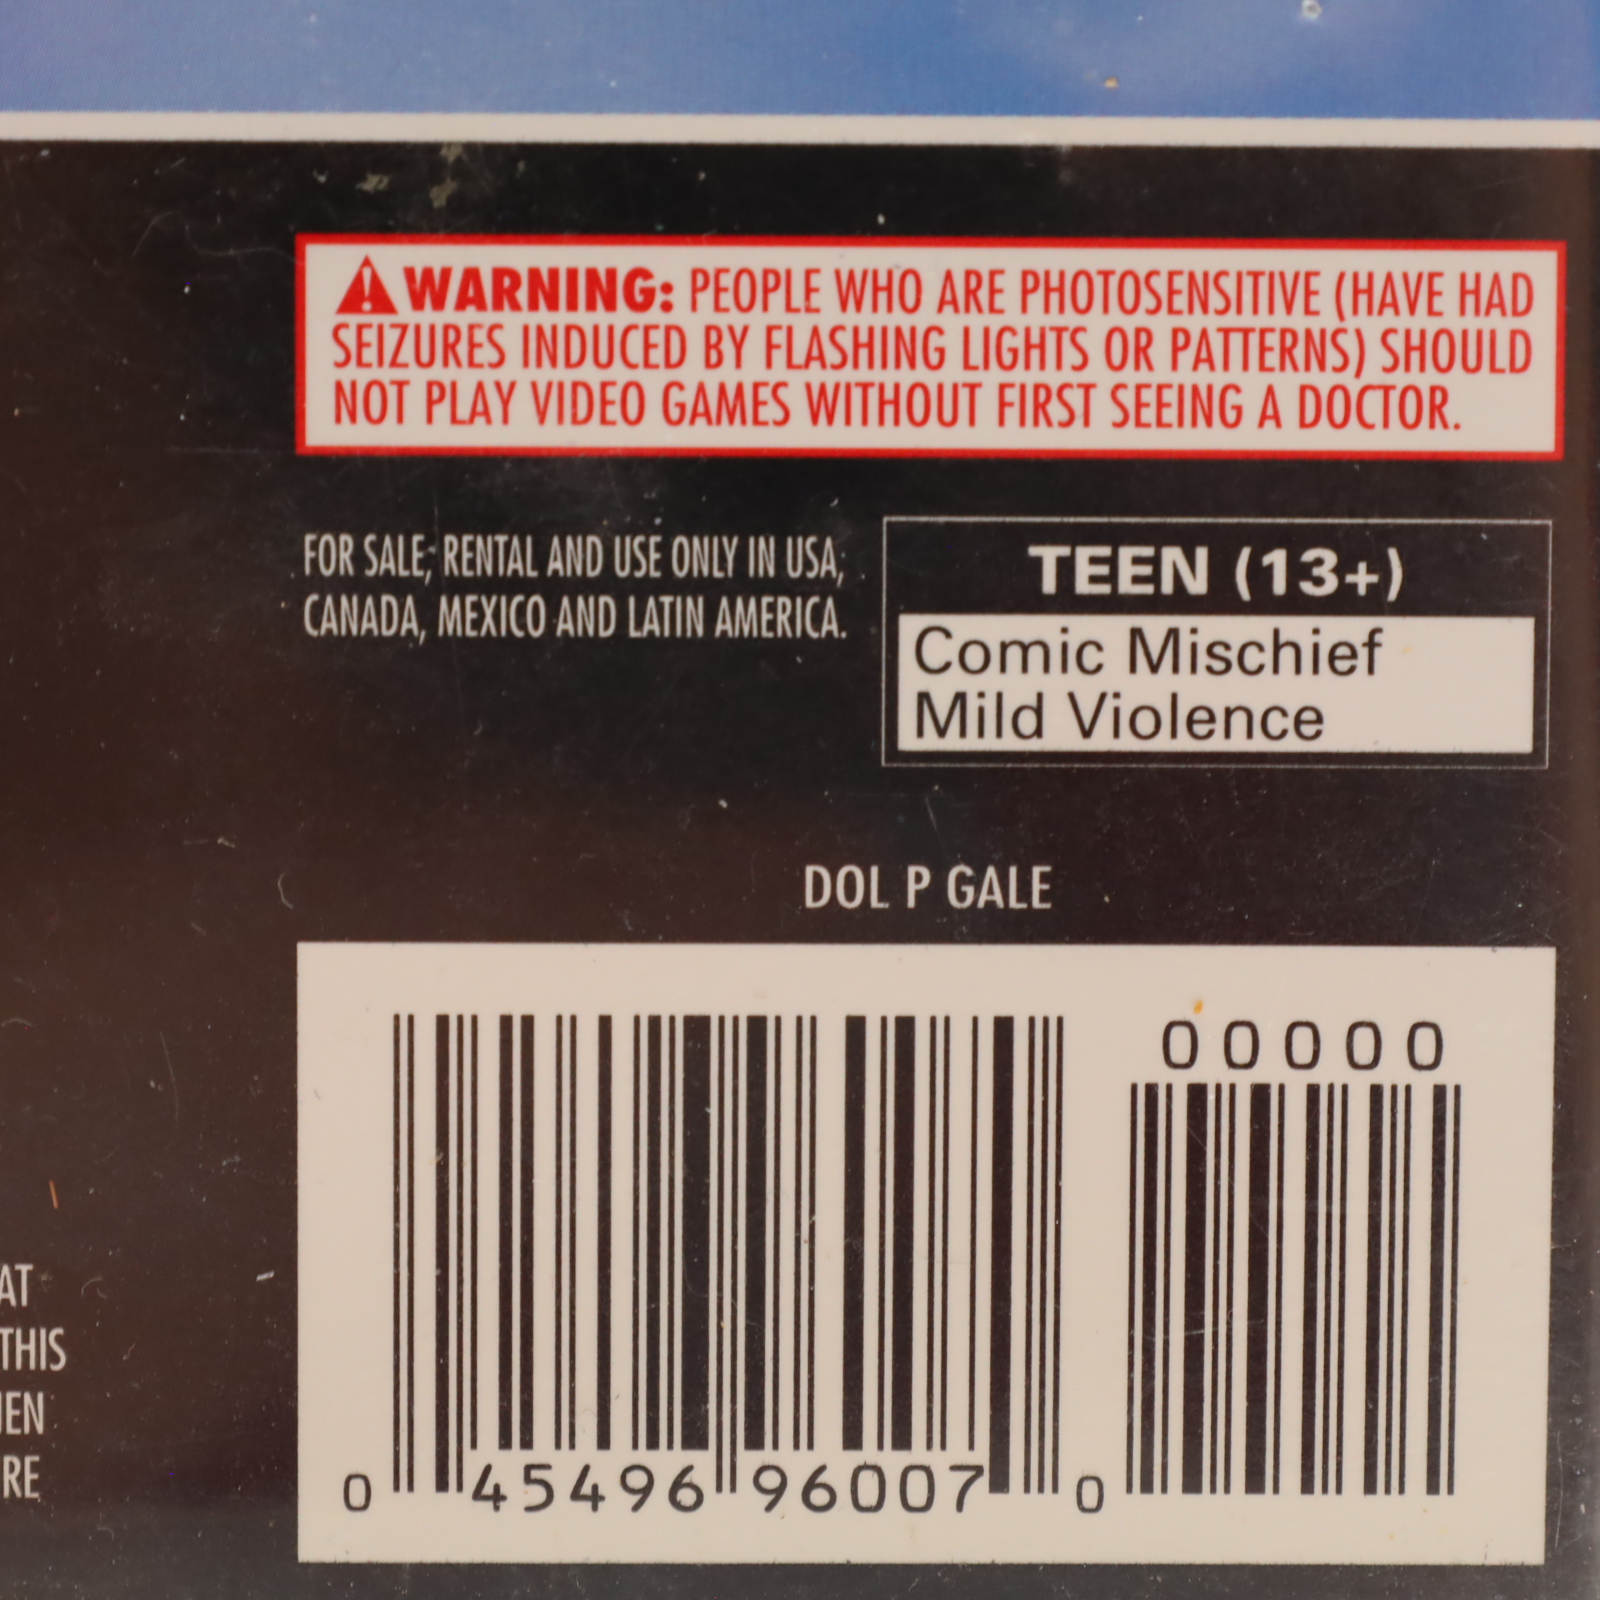 WARNING: PEOPLE WHO ARE PHOTOSENSITIVE (HAVE HAD
SEIZURES INDUCED BY FLASHING LIGHTS OR PATTERNS) SHOULD
NOT PLAY VIDEO GAMES WITHOUT FIRST SEEING A DOCTOR.
FOR SALE, RENTAL AND USE ONLY IN USA,
CANADA, MEXICO AND LATIN AMERICA.
TEEN (13+)
Comic Mischief
Mild Violence
DOL P GALE
00000
0 45496 96007 0
AT
THIS
RE